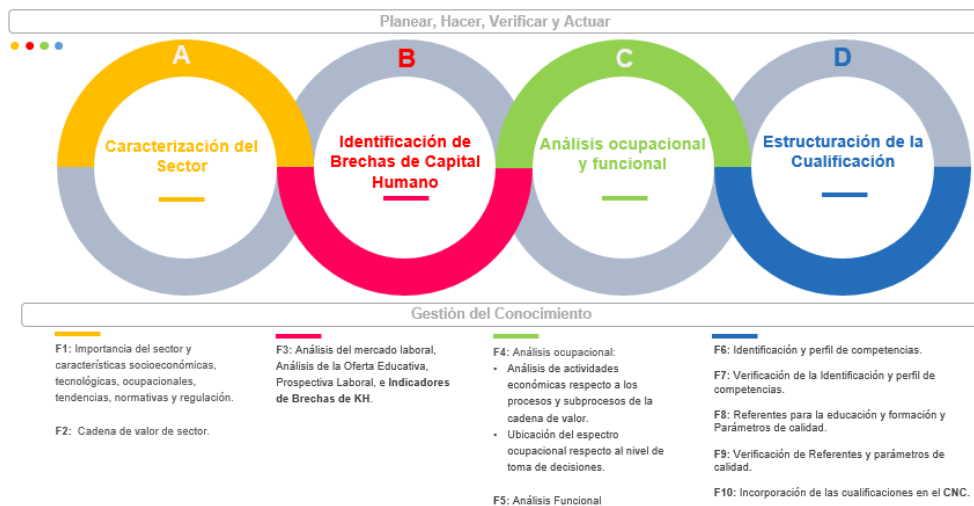 Planear, Hacer, Verificar y Actuar
A
B
C
D
Caracterización del
Sector
Identificación de
Brechas de Capital
Humano
Análisis ocupacional
y funcional
Estructuración de la
Cualificación
Gestión del Conocimiento
F1: Importancia del sector y
características socioeconómicas,
tecnológicas, ocupacionales,
tendencias, normativas y regulación.
F2: Cadena de valor de sector.
F3: Análisis del mercado laboral,
Análisis de la Oferta Educativa,
Prospectiva Laboral, e Indicadores
de Brechas de KH.
F4: Análisis ocupacional:
• Análisis de actividades
económicas respecto a los
procesos y subprocesos de la
cadena de valor.
• Ubicación del espectro
ocupacional respecto al nivel de
toma de decisiones.
F5: Análisis Funcional
F6: Identificación y perfil de competencias.
F7: Verificación de la Identificación y perfil de
competencias.
F8: Referentes para la educación y formación y
Parámetros de calidad.
F9: Verificación de Referentes y parámetros de
calidad.
F10: Incorporación de las cualificaciones en el CNC.